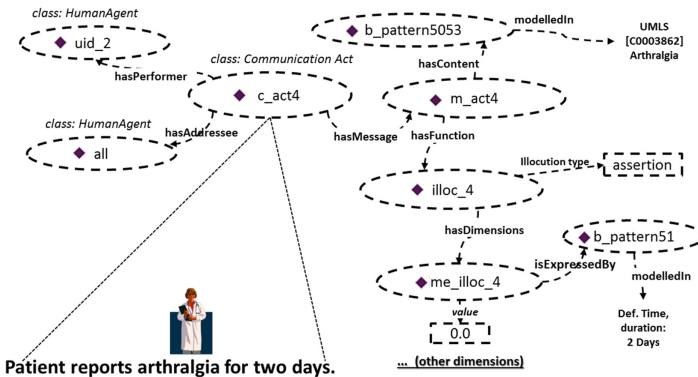 class: HumanAgent
uid_2
hasPerformer
class: Communication Act
c_act4
class: HumanAgent
hasAddressee
all
hasMessage
b_pattern5053
modelledIn
UMLS
[C0003862]
Arthralgia
hasContent
m_act4
hasFunction
illoc_4
Illocution type
assertion
hasDimensions
me_illoc_4
isExpressedBy
b_pattern51
modelledIn
Def. Time,
duration:
2 Days
value
0.0
... (other dimensions)
Patient reports arthralgia for two days.